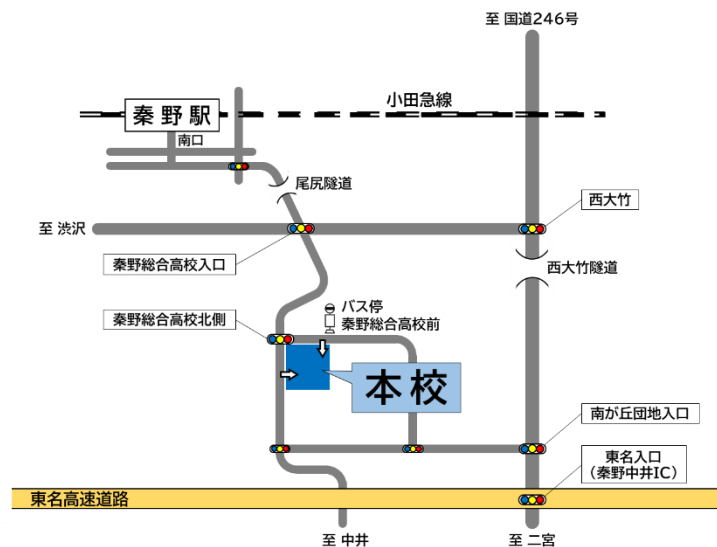 至 国道246号
小田急線
秦野駅
南口
尾尻隧道
西大竹
至 渋沢
秦野総合高校入口
西大竹隧道
バス停
秦野総合高校前
秦野総合高校北側
本校
南が丘団地入口
東名入口
（秦野中井IC）
東名高速道路
至 中井
至 二宮